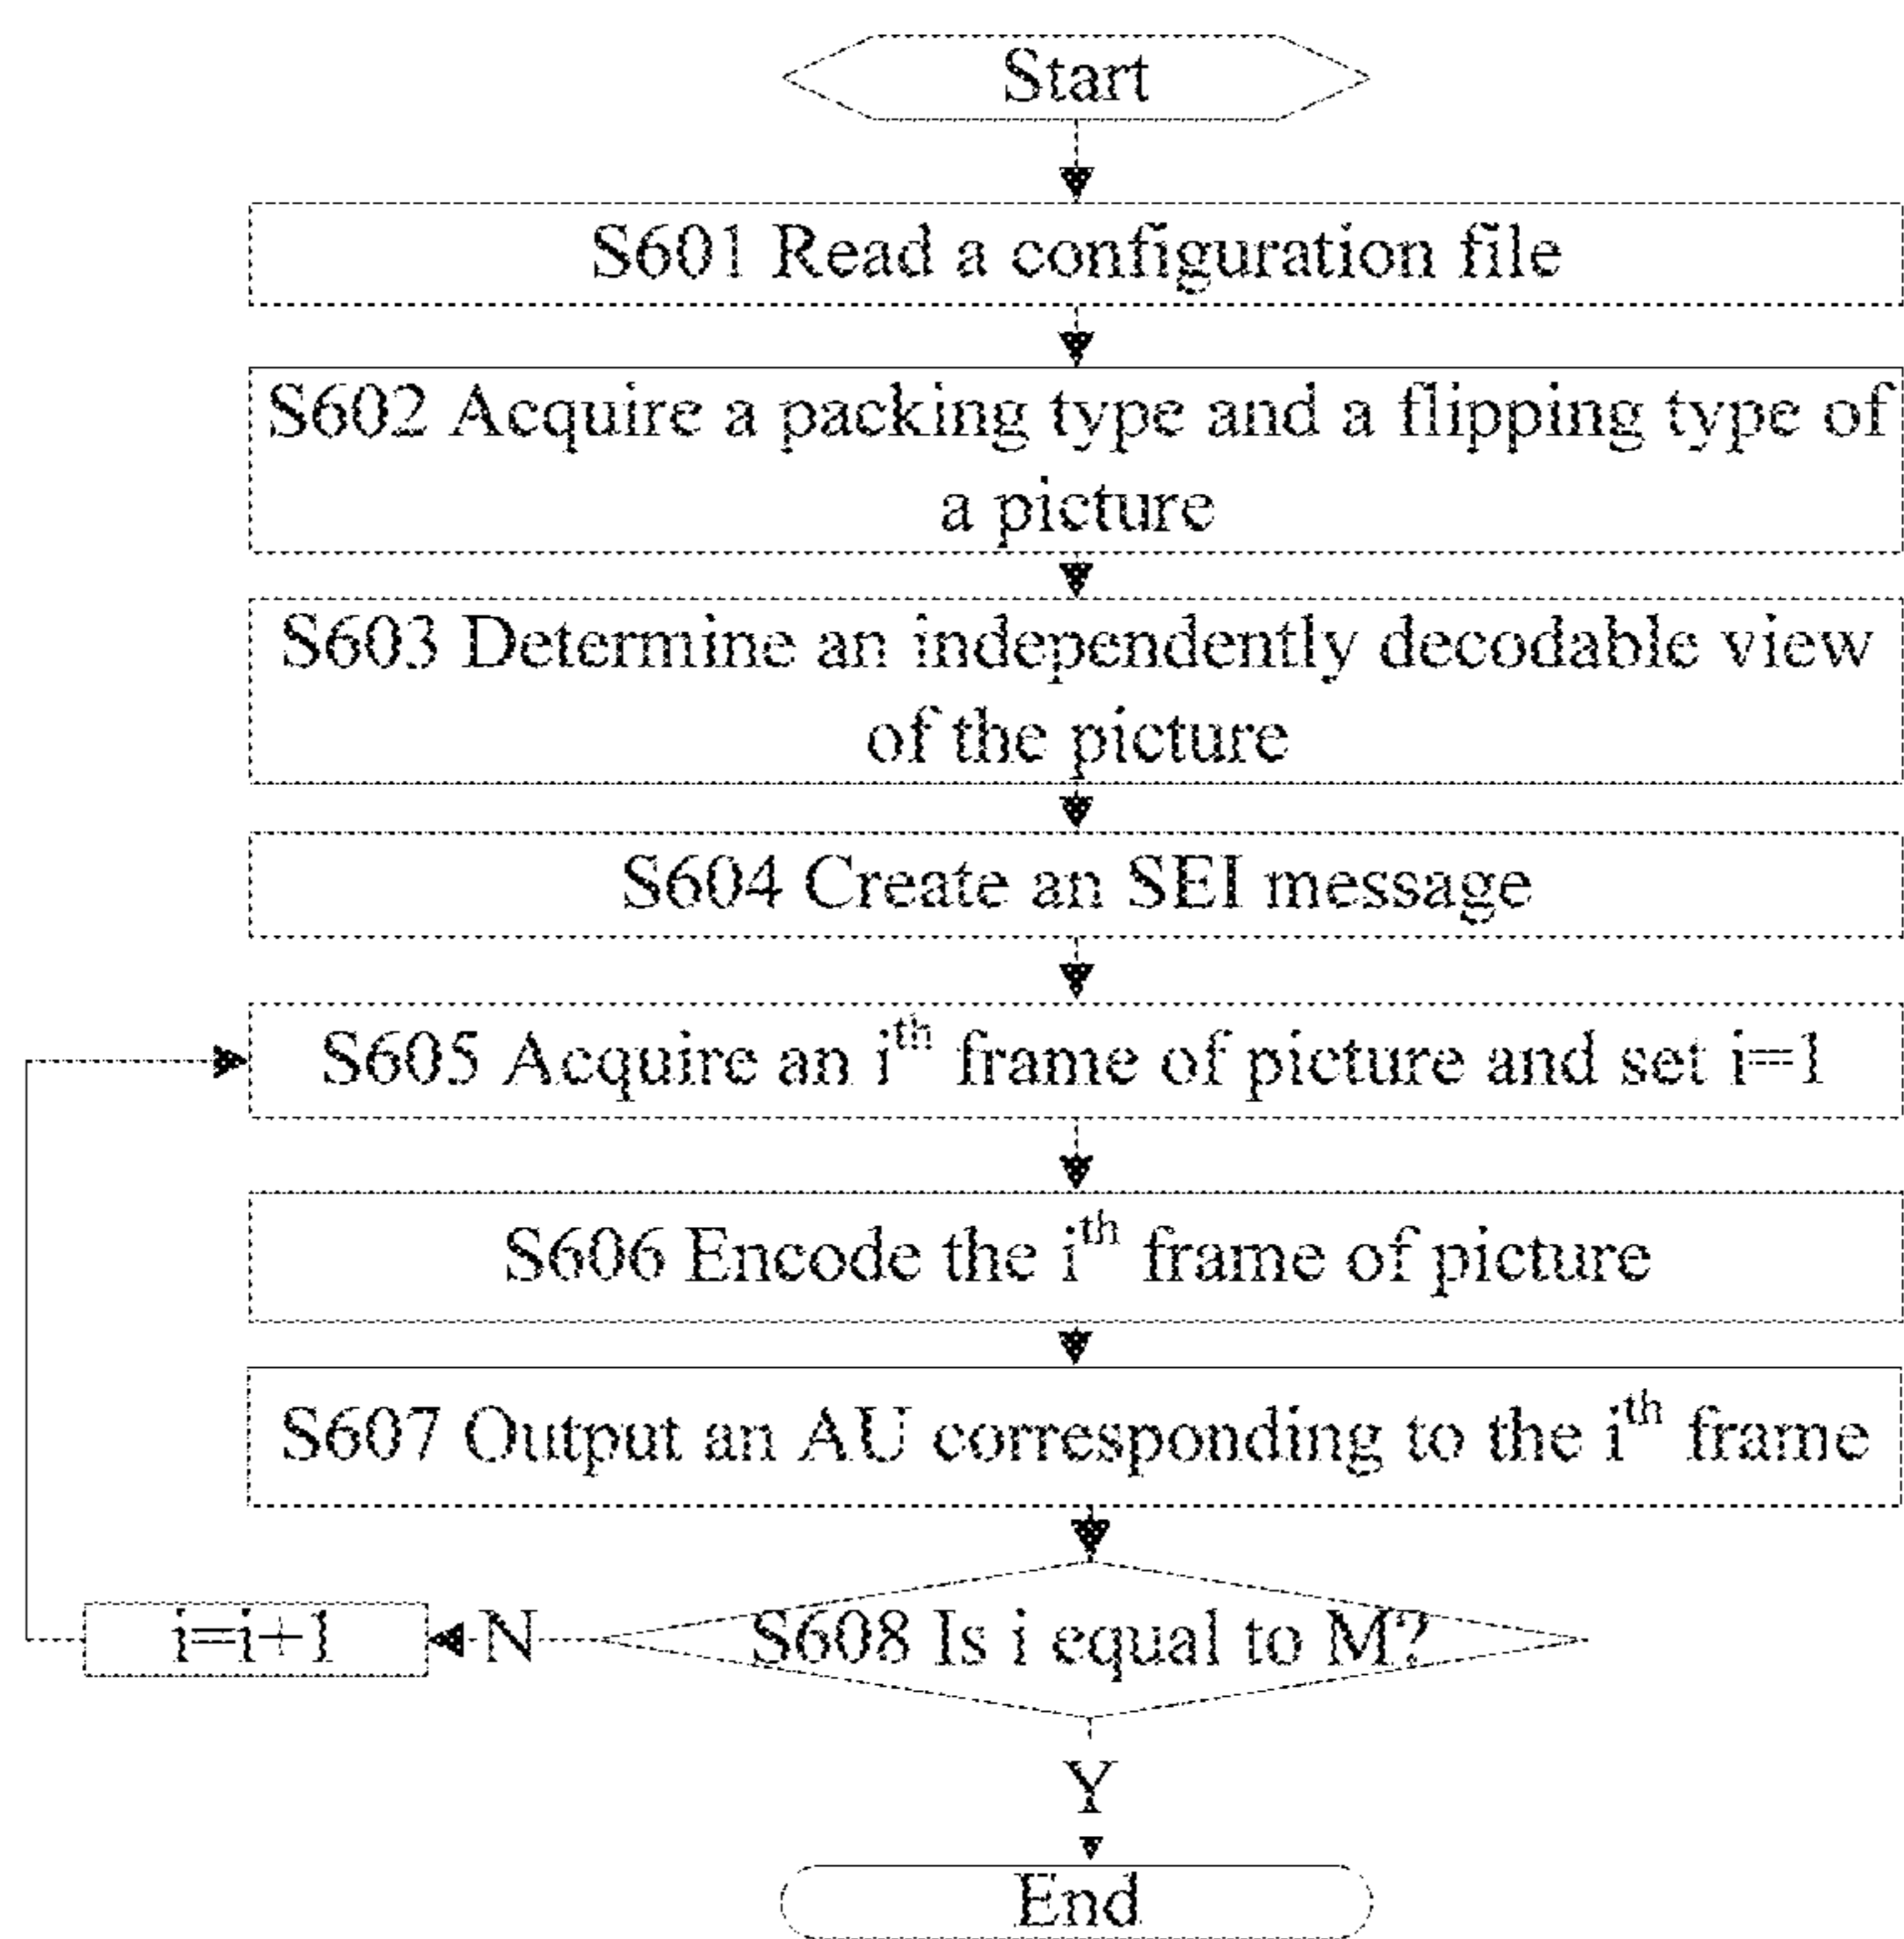 Start
S601 Read a configuration file
S602 Acquire a packing type and a flipping type of
a picture
S603 Determine an independently decodable view
of the picture
S604 Create an SEI message
S605 Acquire an iᵗʰ frame of picture and set i=1
S606 Encode the iᵗʰ frame of picture
S607 Output an AU corresponding to the iᵗʰ frame
i=i+1
N
S608 Is i equal to M?
Y
End